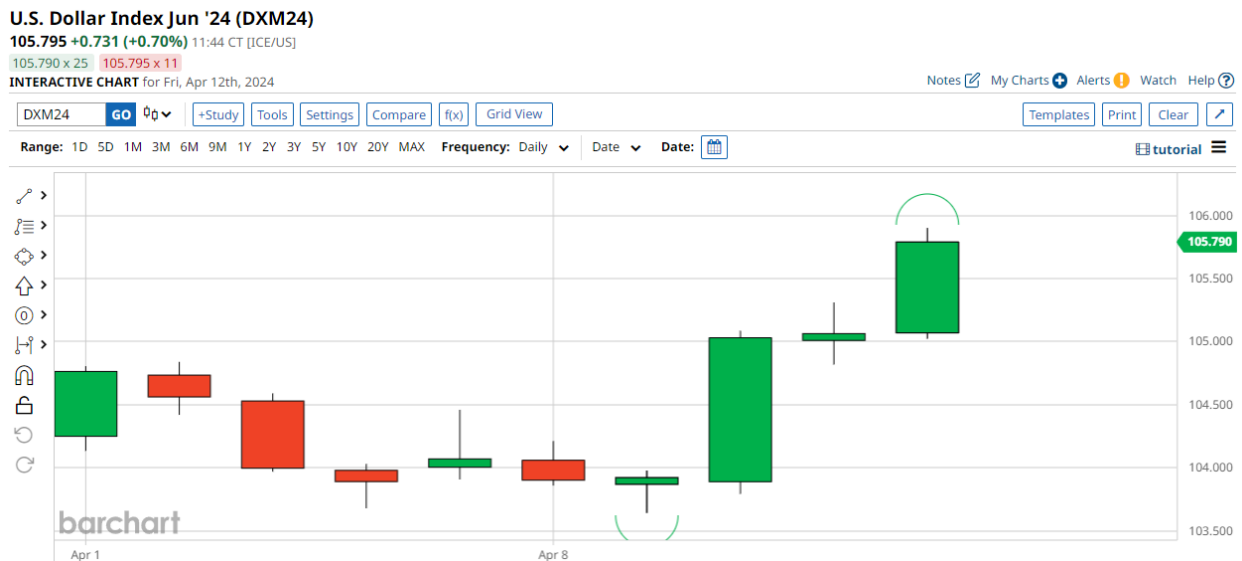 U.S. Dollar Index Jun '24 (DXM24)
105.795 +0.731 (+0.70%) 11:44 CT [ICE/US]
105.790 x 25 105.795 x 11
INTERACTIVE CHART for Fri, Apr 12th, 2024
Notes My Charts Alerts Watch Help
DXM24 GO +Study Tools Settings Compare f(x) Grid View Templates Print Clear
Range: 1D 5D 1M 3M 6M 9M 1Y 2Y 3Y 5Y 10Y 20Y MAX Frequency: Daily Date Date: tutorial
106.000
105.790
105.500
105.000
104.500
104.000
103.500
barchart
Apr 1 Apr 8